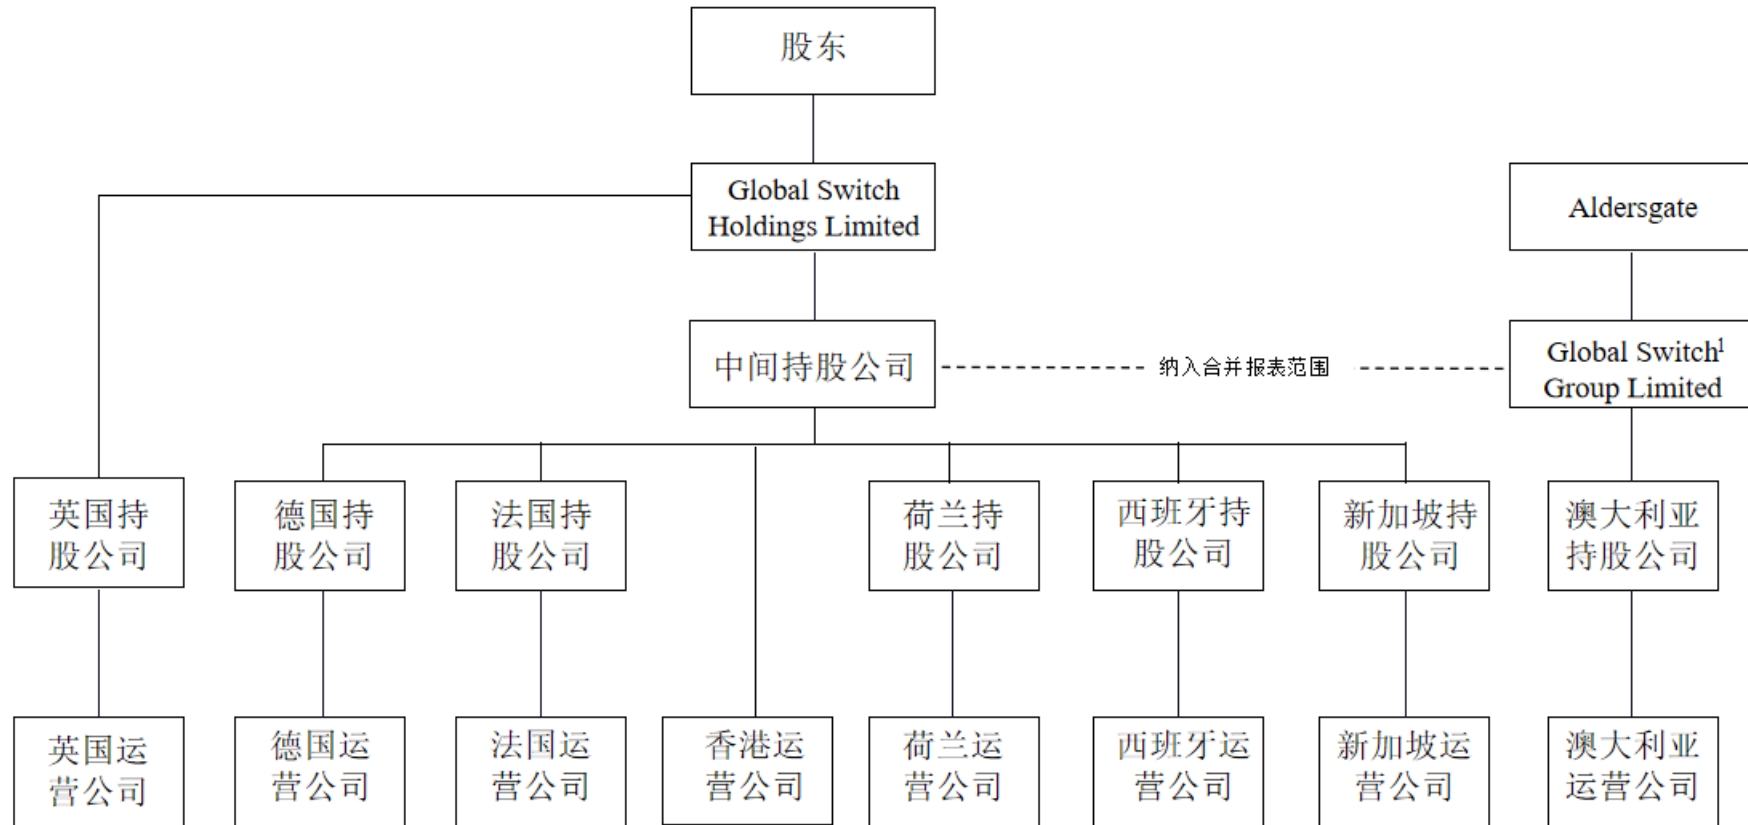 股东
Global Switch
Holdings Limited
Aldersgate
中间持股公司
纳入合并报表范围
Global Switch¹
Group Limited
英国持
股公司
德国持
股公司
法国持
股公司
荷兰持
股公司
西班牙持
股公司
新加坡持
股公司
澳大利亚
持股公司
英国运
营公司
德国运
营公司
法国运
营公司
香港运
营公司
荷兰运
营公司
西班牙运
营公司
新加坡运
营公司
澳大利亚
运营公司